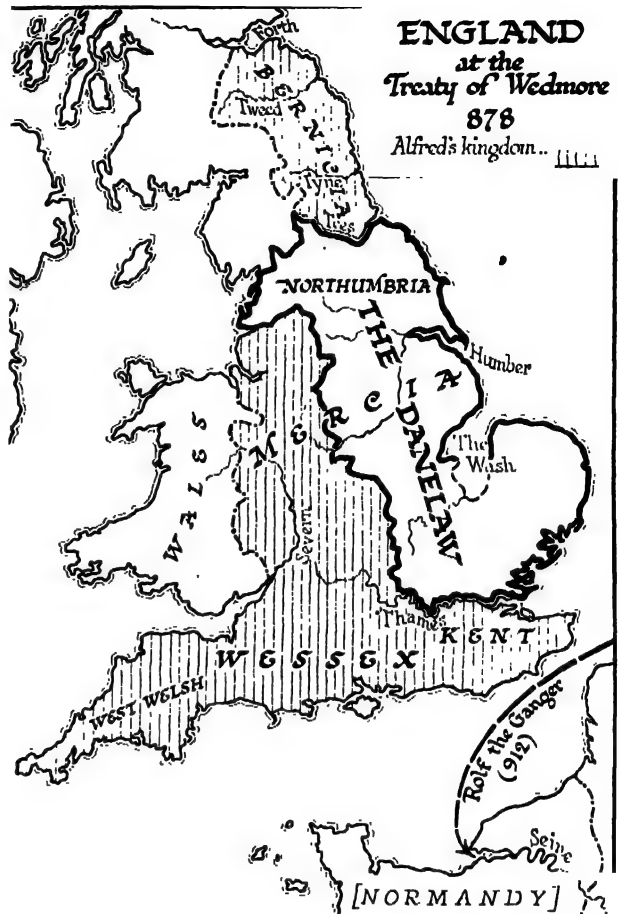 ENGLAND
at the
Treaty of Wedmore
878
Alfred's kingdom..
Forth
BERNICIA
Tweed
Tyne
Tees
NORTHUMBRIA
THE DANELAW
Humber
MERCIA
The
Wash
WALES
Severn
Thames
KENT
WESSEX
WEST WELSH
Rolf the Ganger
(912)
Seine
[NORMANDY]